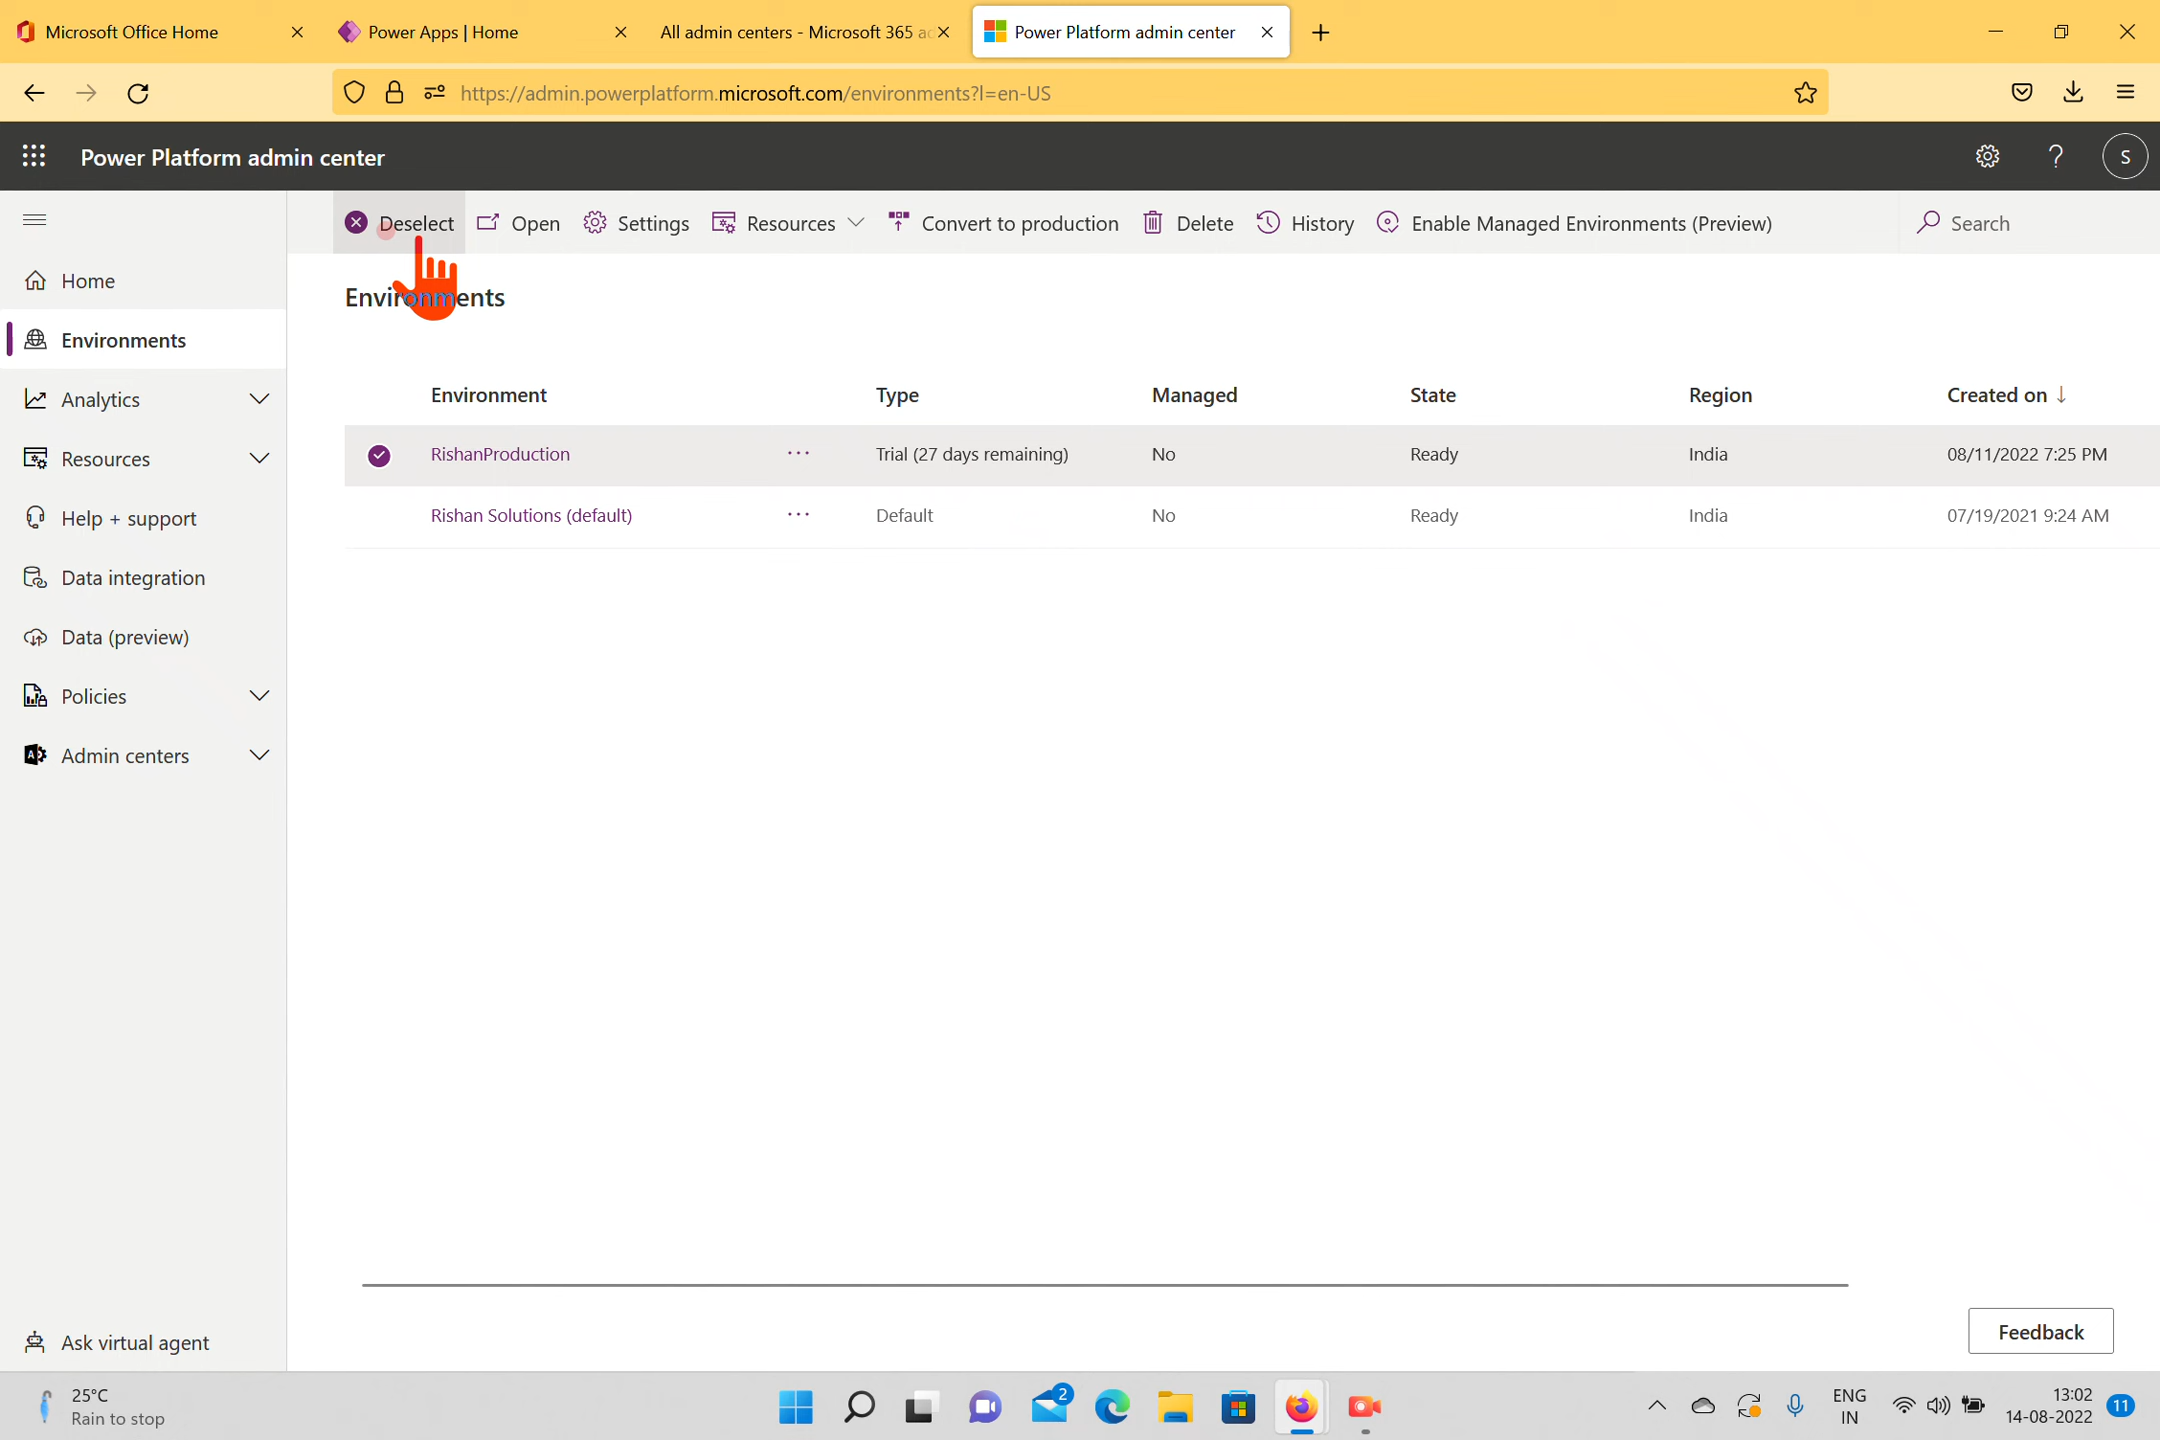 Microsoft Office Home
Power Apps | Home
All admin centers - Microsoft 365 a
Power Platform admin center
https://admin.powerplatform.microsoft.com/environments?l=en-US
Power Platform admin center
S
Deselect
Open
Settings
Resources
Convert to production
Delete
History
Enable Managed Environments (Preview)
Search
Home
Environments
Analytics
Resources
Help + support
Data integration
Data (preview)
Policies
Admin centers
Ask virtual agent
Environments
Environment Type Managed State Region Created on ↓
RishanProduction ··· Trial (27 days remaining) No Ready India 08/11/2022 7:25 PM
Rishan Solutions (default) ··· Default No Ready India 07/19/2021 9:24 AM
Feedback
25°C
Rain to stop
2
ENG
IN
13:02
14-08-2022
11